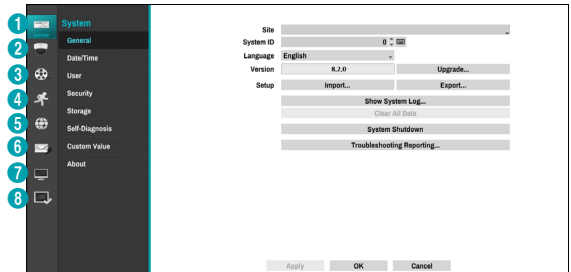 1
SYSTEM
2
3
4
5
6
7
8
System
General
Date/Time
User
Security
Storage
Self-Diagnosis
Custom Value
About
Site
System ID 0
Language English
Version 8.2.0 Upgrade...
Setup Import... Export...
Show System Log...
Clear All Data
System Shutdown
Troubleshooting Reporting...
Apply OK Cancel